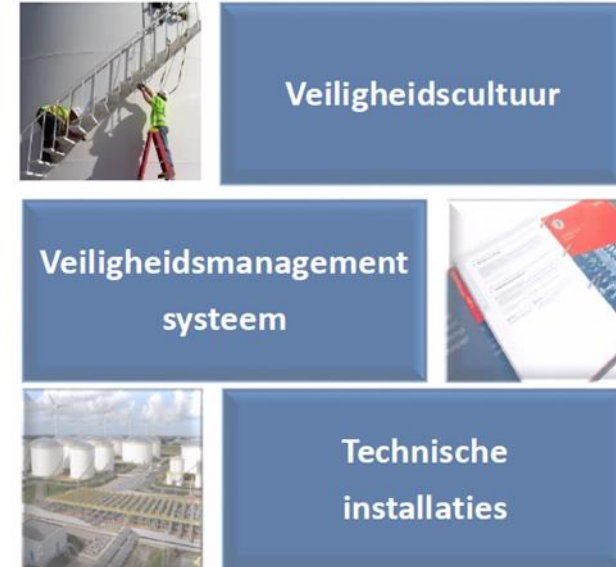 Veiligheidscultuur
Veiligheidsmanagement
systeem
Technische
installaties